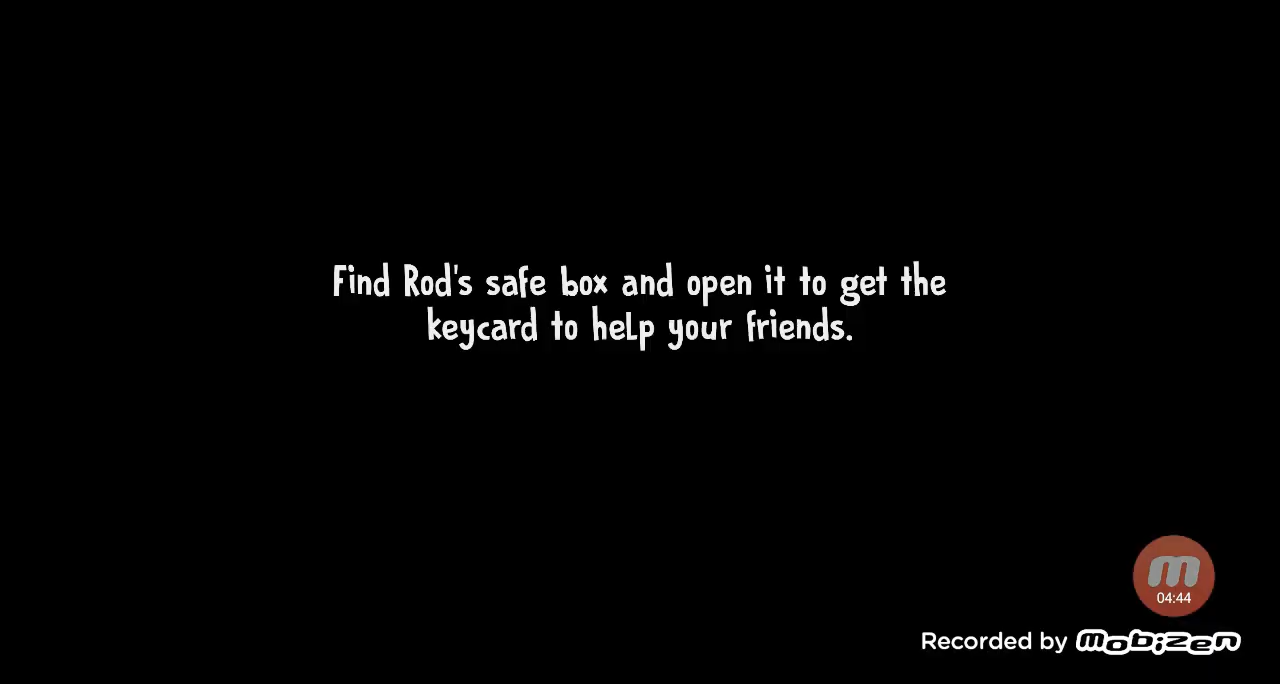 Find Rod's safe box and open it to get the
keycard to help your friends.
m
04:44
Recorded by mobizen